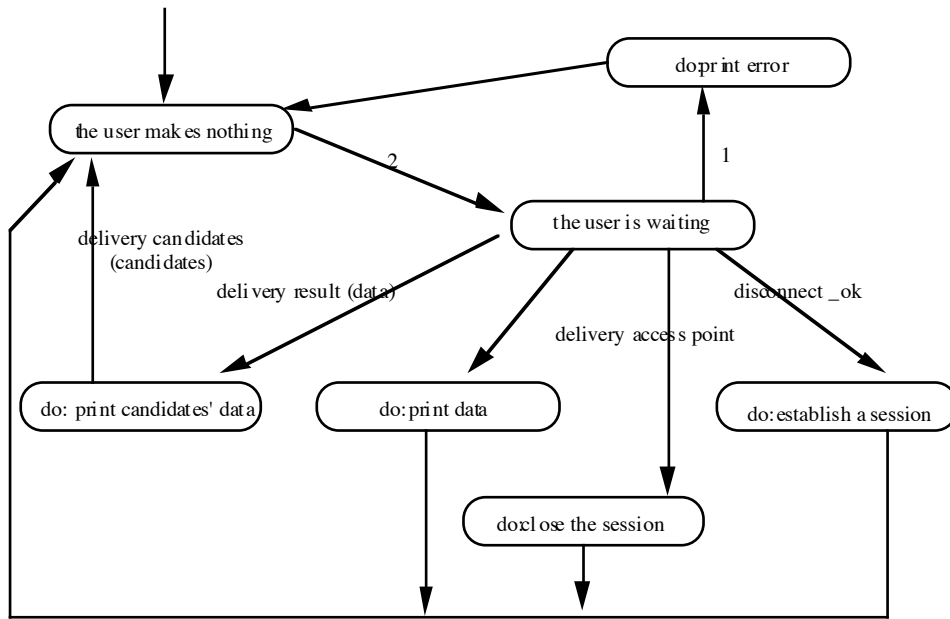 do:print error
the user makes nothing
2
1
the user is waiting
delivery candidates
(candidates)
delivery result (data)
disconnect _ok
delivery access point
do: print candidates' data
do: print data
do: establish a session
do:close the session